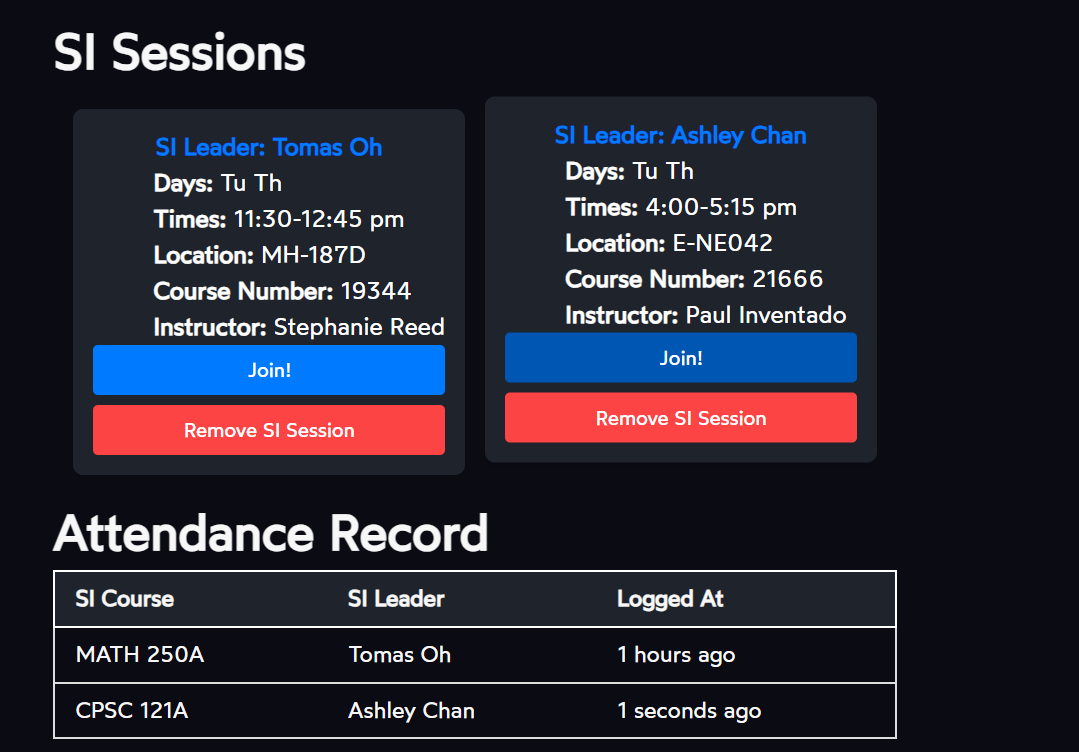 SI Sessions
SI Leader: Tomas Oh
Days: Tu Th
Times: 11:30-12:45 pm
Location: MH-187D
Course Number: 19344
Instructor: Stephanie Reed
Join!
Remove SI Session
SI Leader: Ashley Chan
Days: Tu Th
Times: 4:00-5:15 pm
Location: E-NE042
Course Number: 21666
Instructor: Paul Inventado
Join!
Remove SI Session
Attendance Record
SI Course SI Leader Logged At
MATH 250A Tomas Oh 1 hours ago
CPSC 121A Ashley Chan 1 seconds ago